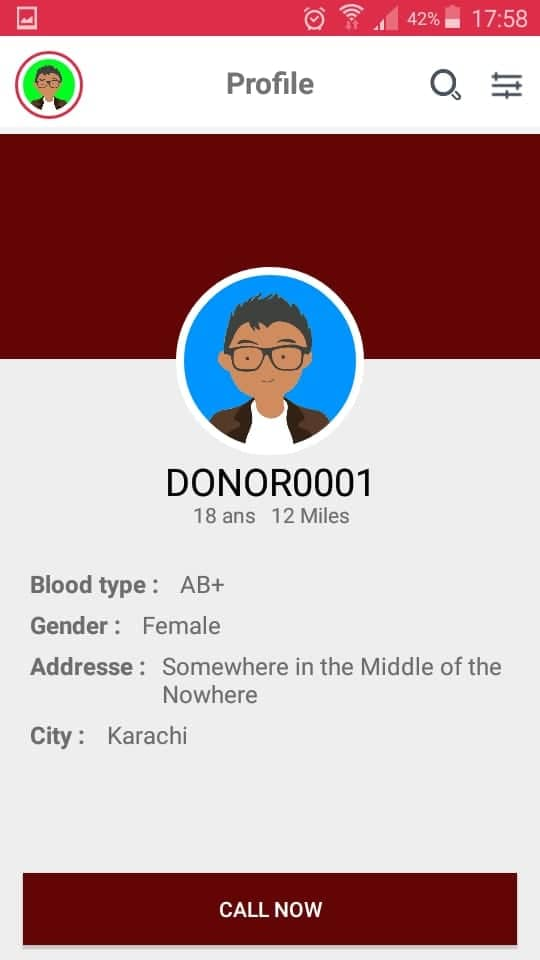 42% 17:58
Profile
DONOR0001
18 ans 12 Miles
Blood type : AB+
Gender : Female
Addresse : Somewhere in the Middle of the
Nowhere
City : Karachi
CALL NOW